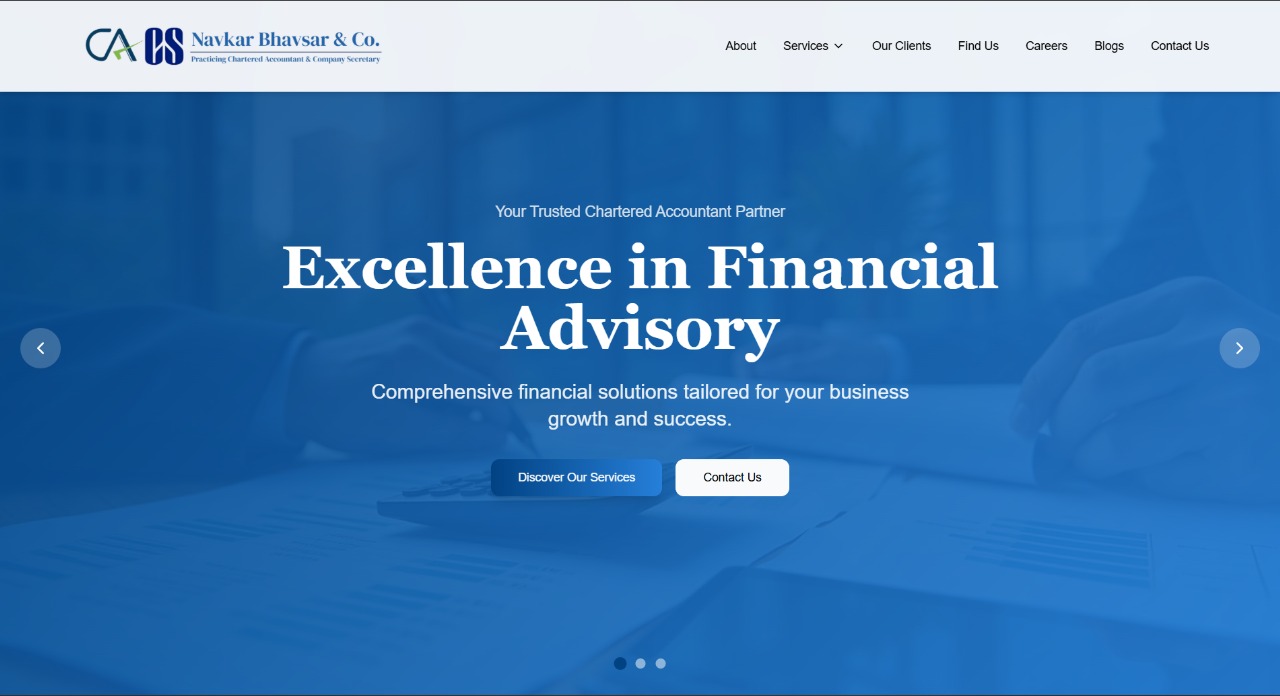 CA CS Navkar Bhavsar & Co.
Practicing Chartered Accountant & Company Secretary
About Services Our Clients Find Us Careers Blogs Contact Us
Your Trusted Chartered Accountant Partner
Excellence in Financial
Advisory
Comprehensive financial solutions tailored for your business
growth and success.
Discover Our Services Contact Us